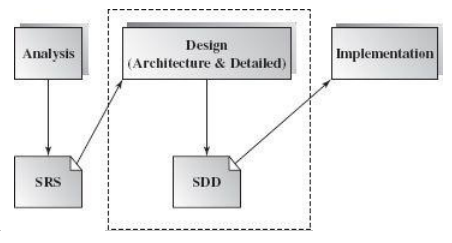 Analysis
Design
(Architecture & Detailed)
Implementation
SRS
SDD